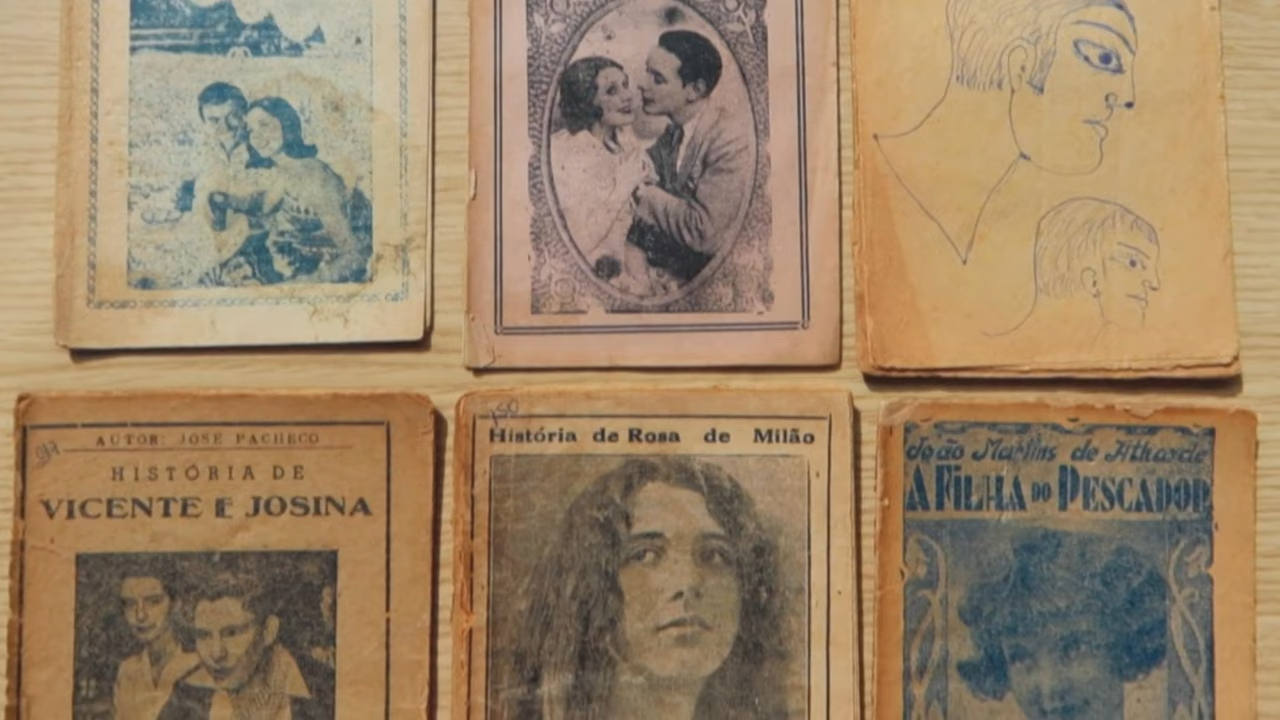 AUTOR: JOSÉ PACHECO
HISTÓRIA DE
VICENTE E JOSINA
750
História de Rosa de Milão
João Martins de Athayde
A FILHA DO PESCADOR